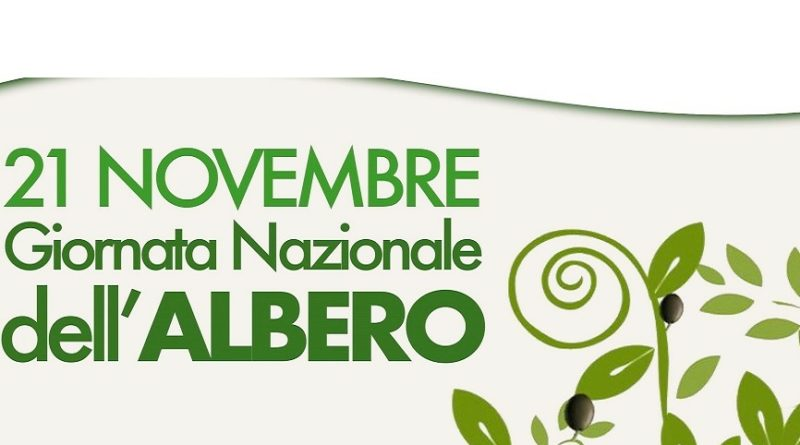 21 NOVEMBRE
Giornata Nazionale
dell'ALBERO